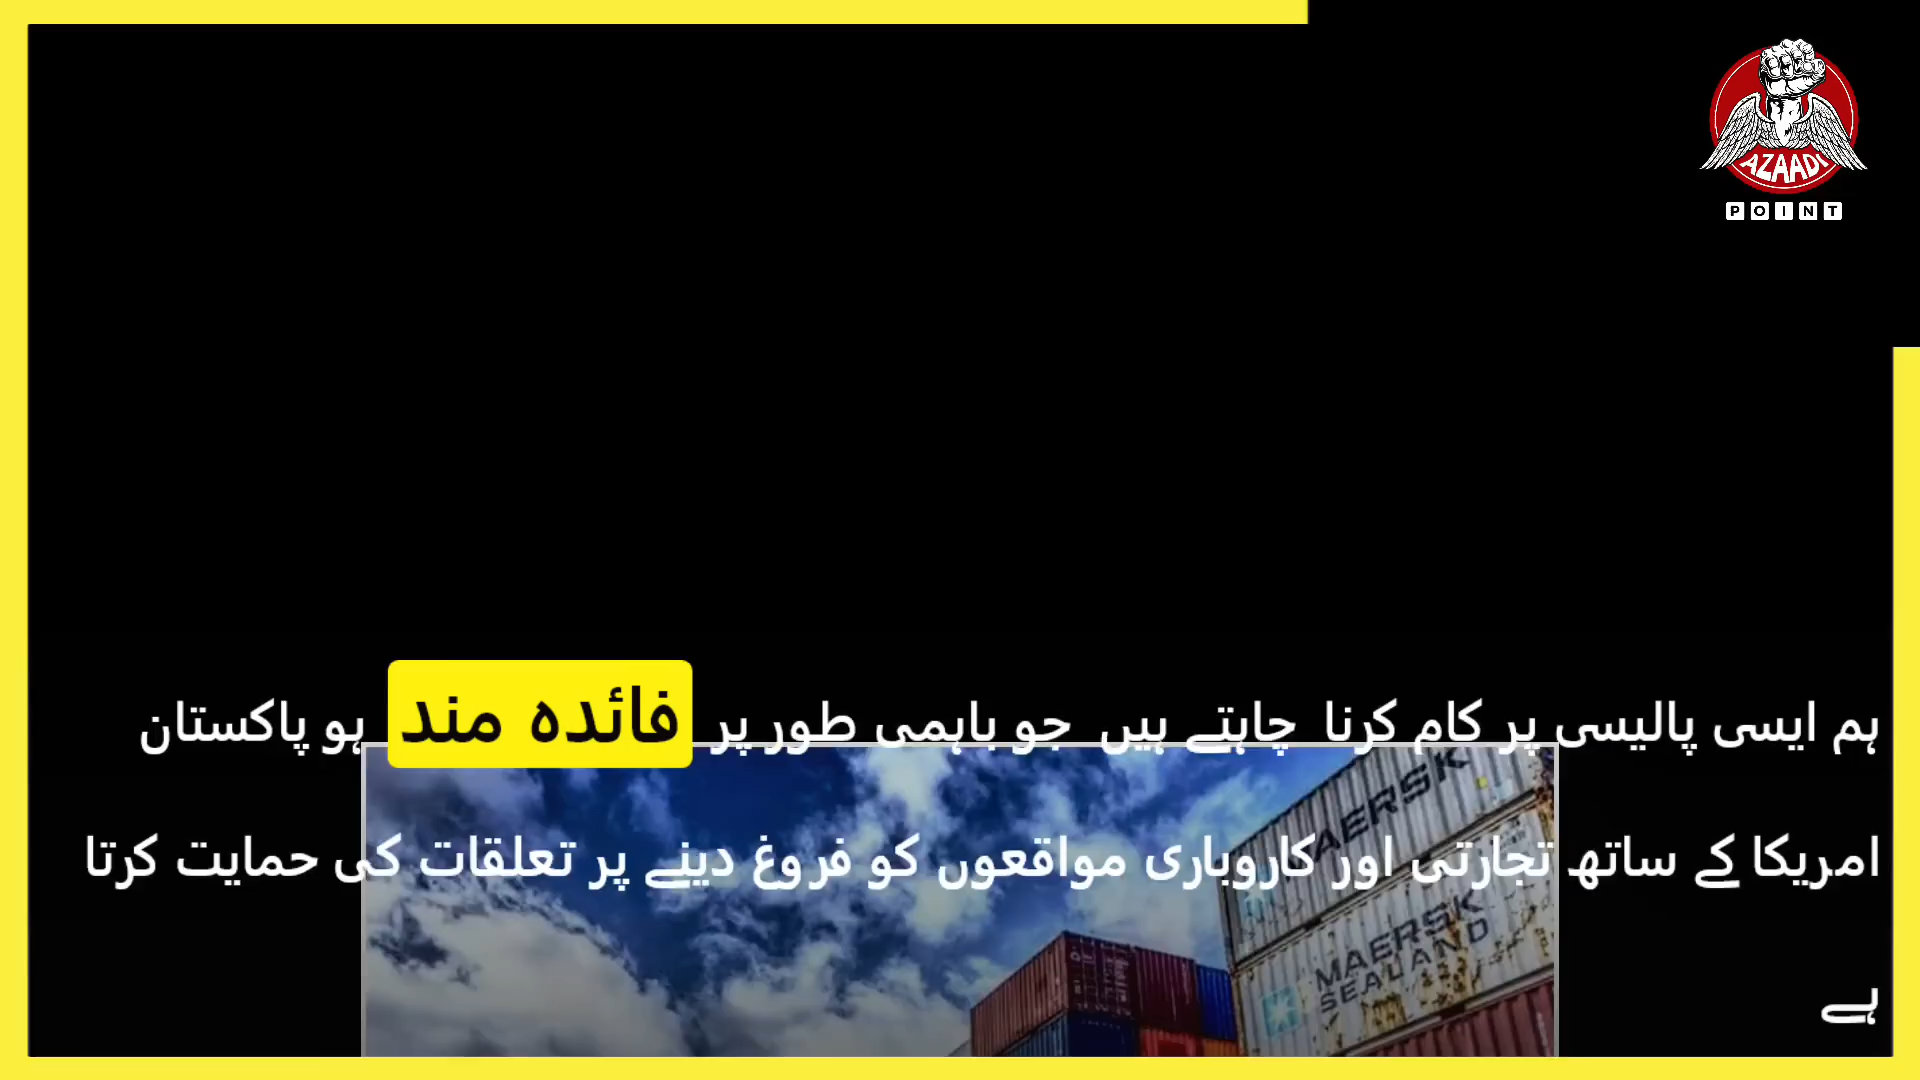 AZAADI
POINT
ہم ایسی پالیسی پر کام کرنا چاہتے ہیں جو باہمی طور پر فائدہ مند ہو پاکستان
امریکا کے ساتھ تجارتی اور کاروباری مواقعوں کو فروغ دینے پر تعلقات کی حمایت کرتا
ہے
MAERSK
MAERSK
SEALAND